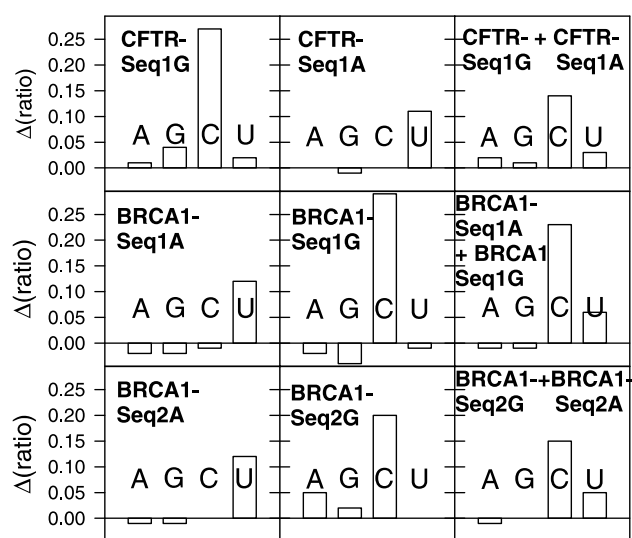 0.25
0.20
0.15
0.10
0.05
0.00
Δ(ratio)
CFTR-
Seq1G
A G C U
CFTR-
Seq1A
A G C U
CFTR- + CFTR-
Seq1G Seq1A
A G C U
0.25
0.20
0.15
0.10
0.05
0.00
Δ(ratio)
BRCA1-
Seq1A
A G C U
BRCA1-
Seq1G
A G C U
BRCA1-
Seq1A
+ BRCA1
Seq1G
A G C U
0.25
0.20
0.15
0.10
0.05
0.00
Δ(ratio)
BRCA1-
Seq2A
A G C U
BRCA1-
Seq2G
A G C U
BRCA1-+BRCA1-
Seq2G Seq2A
A G C U